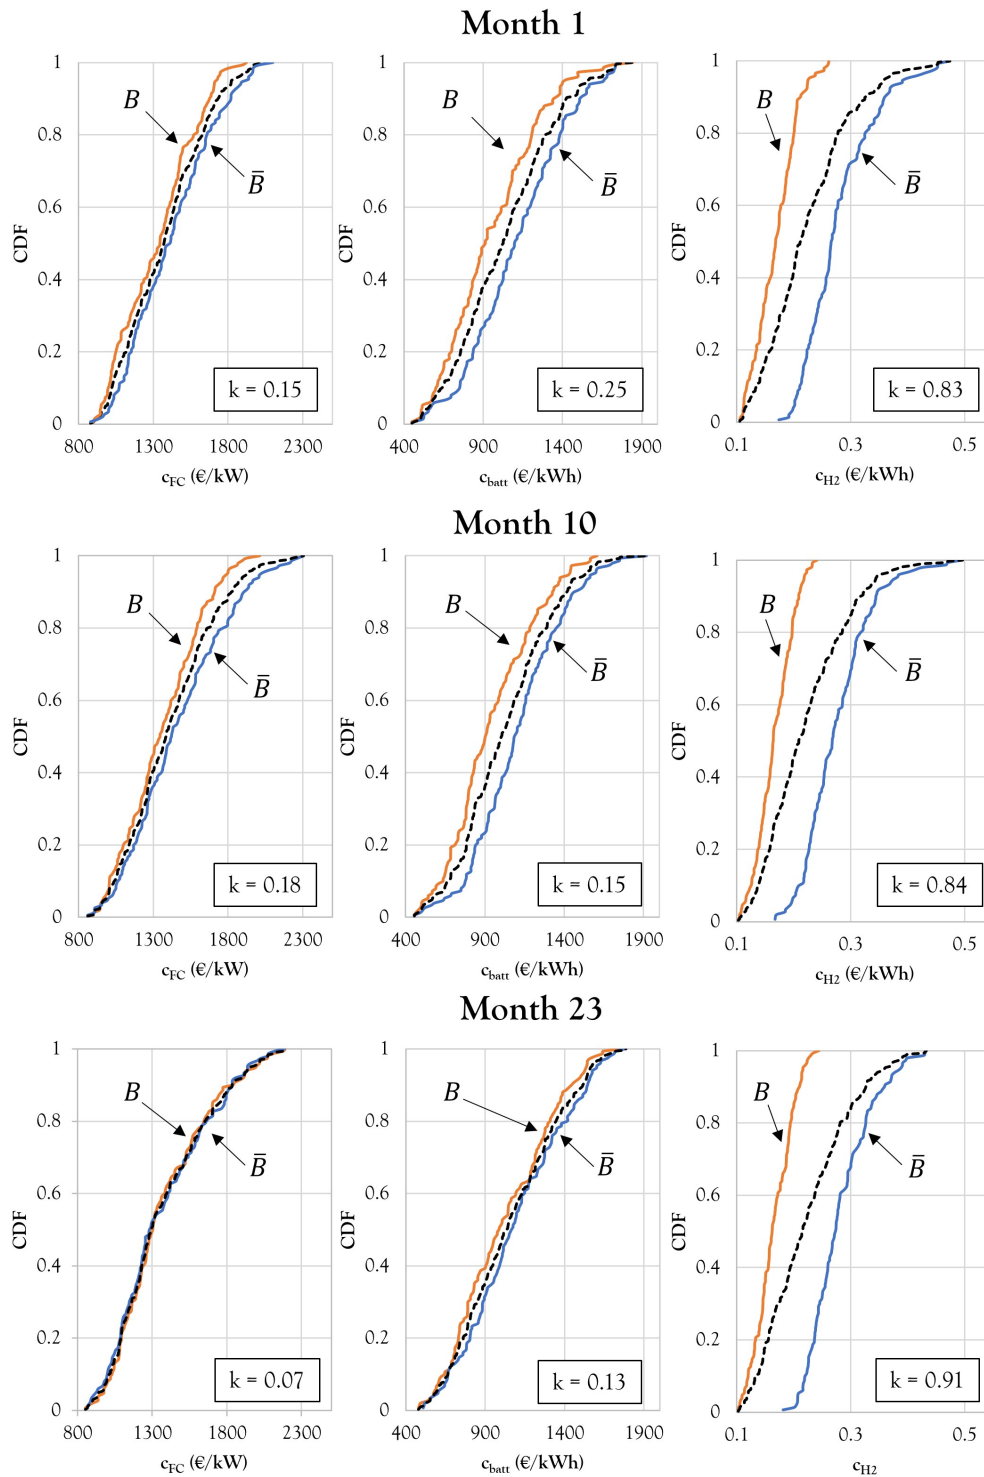 Month 1
1
0.8
0.6
0.4
0.2
0
CDF
B
B̄
k = 0.15
800 1300 1800 2300
cFC (€/kW)
1
0.8
0.6
0.4
0.2
0
CDF
B
B̄
k = 0.25
400 900 1400 1900
cbatt (€/kWh)
1
0.8
0.6
0.4
0.2
0
CDF
B
B̄
k = 0.83
0.1 0.3 0.5
cH2 (€/kWh)
Month 10
1
0.8
0.6
0.4
0.2
0
CDF
B
B̄
k = 0.18
800 1300 1800 2300
cFC (€/kW)
1
0.8
0.6
0.4
0.2
0
CDF
B
B̄
k = 0.15
400 900 1400 1900
cbatt (€/kWh)
1
0.8
0.6
0.4
0.2
0
CDF
B
B̄
k = 0.84
0.1 0.3 0.5
cH2 (€/kWh)
Month 23
1
0.8
0.6
0.4
0.2
0
CDF
B
B̄
k = 0.07
800 1300 1800 2300
cFC (€/kW)
1
0.8
0.6
0.4
0.2
0
CDF
B
B̄
k = 0.13
400 900 1400 1900
cbatt (€/kWh)
1
0.8
0.6
0.4
0.2
0
CDF
B
B̄
k = 0.91
0.1 0.3 0.5
cH2